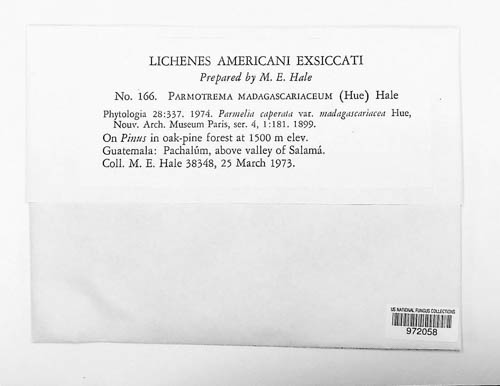 LICHENES AMERICANI EXSICCATI
Prepared by M. E. Hale
No. 166. PARMOTREMA MADAGASCARIACEUM (Hue) Hale
Phytologia 28:337. 1974. Parmelia caperata var. madagascariacea Hue,
Nouv. Arch. Museum Paris, ser. 4, 1:181. 1899.
On Pinus in oak-pine forest at 1500 m elev.
Guatemala: Pachalúm, above valley of Salamá.
Coll. M. E. Hale 38348, 25 March 1973.
US NATIONAL FUNGUS COLLECTIONS
972058